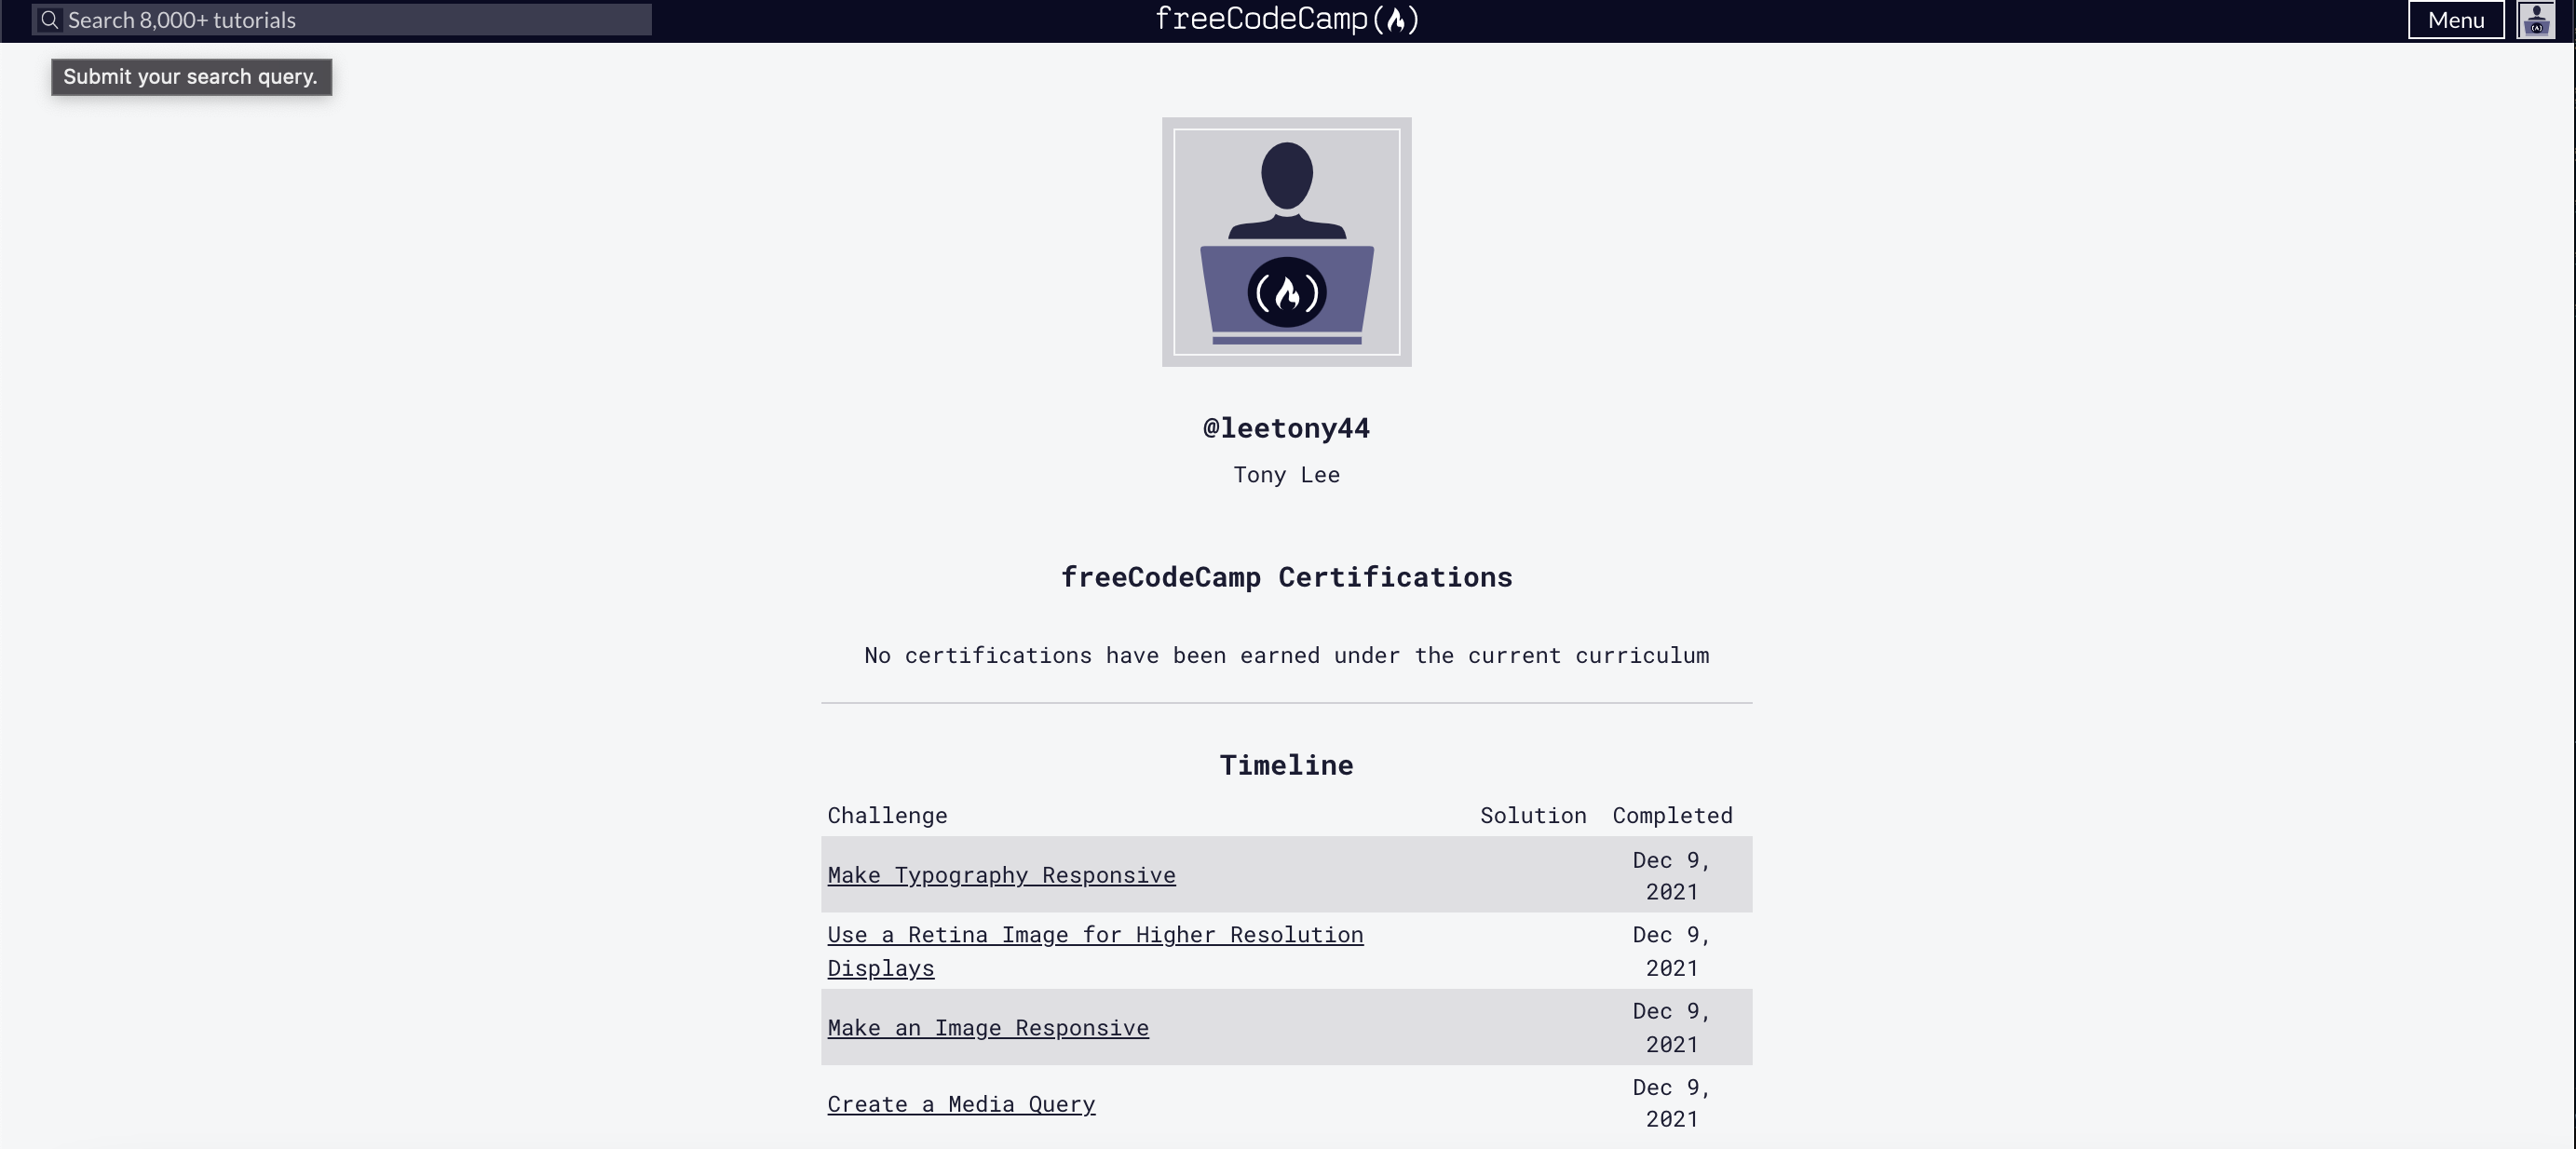 Search 8,000+ tutorials
freeCodeCamp
Menu
Submit your search query.
@leetony44
Tony Lee
freeCodeCamp Certifications
No certifications have been earned under the current curriculum
Timeline
Challenge Solution Completed
Make Typography Responsive Dec 9,
2021
Use a Retina Image for Higher Resolution Dec 9,
Displays 2021
Make an Image Responsive Dec 9,
2021
Create a Media Query Dec 9,
2021